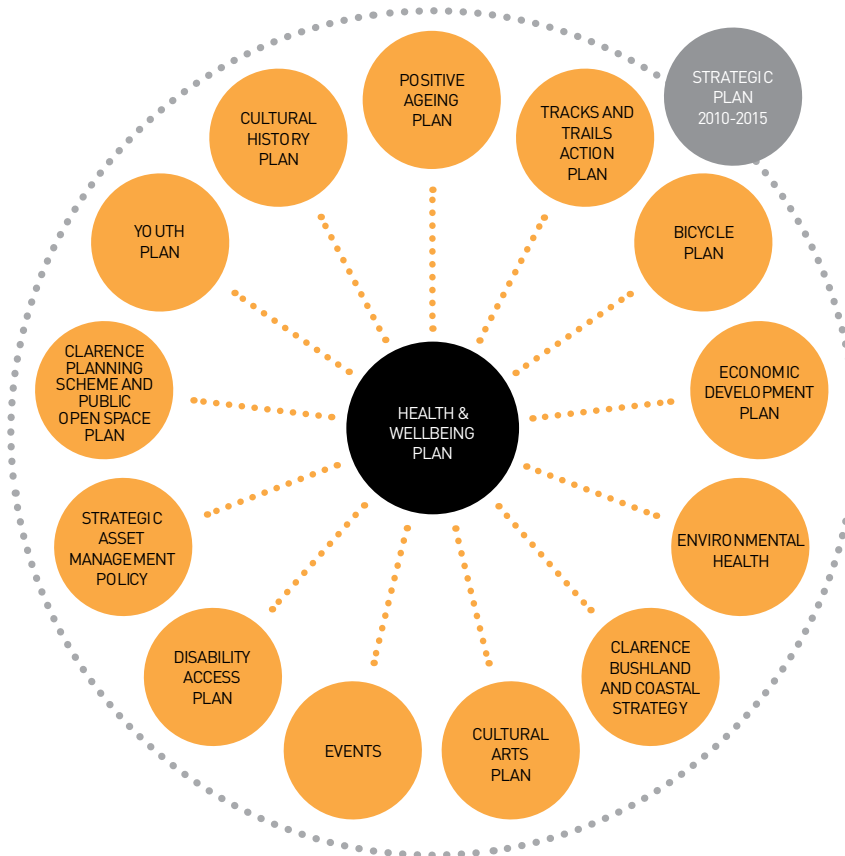 STRATEGIC
PLAN
2010-2015
POSITIVE
AGEING
PLAN
TRACKS AND
TRAILS
ACTION
PLAN
BICYCLE
PLAN
ECONOMIC
DEVELOPMENT
PLAN
ENVIRONMENTAL
HEALTH
CLARENCE
BUSHLAND
AND COASTAL
STRATEGY
CULTURAL
ARTS
PLAN
EVENTS
DISABILITY
ACCESS
PLAN
STRATEGIC
ASSET
MANAGEMENT
POLICY
CLARENCE
PLANNING
SCHEME AND
PUBLIC
OPEN SPACE
PLAN
YOUTH
PLAN
CULTURAL
HISTORY
PLAN
HEALTH &
WELLBEING
PLAN